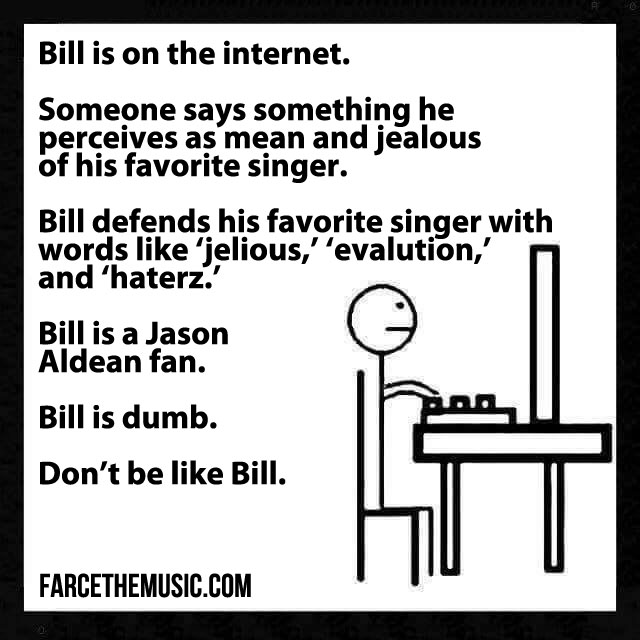 Bill is on the internet.
Someone says something he
perceives as mean and jealous
of his favorite singer.
Bill defends his favorite singer with
words like ‘jelious,’ ‘evalution,’
and ‘haterz.’
Bill is a Jason
Aldean fan.
Bill is dumb.
Don’t be like Bill.
FARCETHEMUSIC.COM